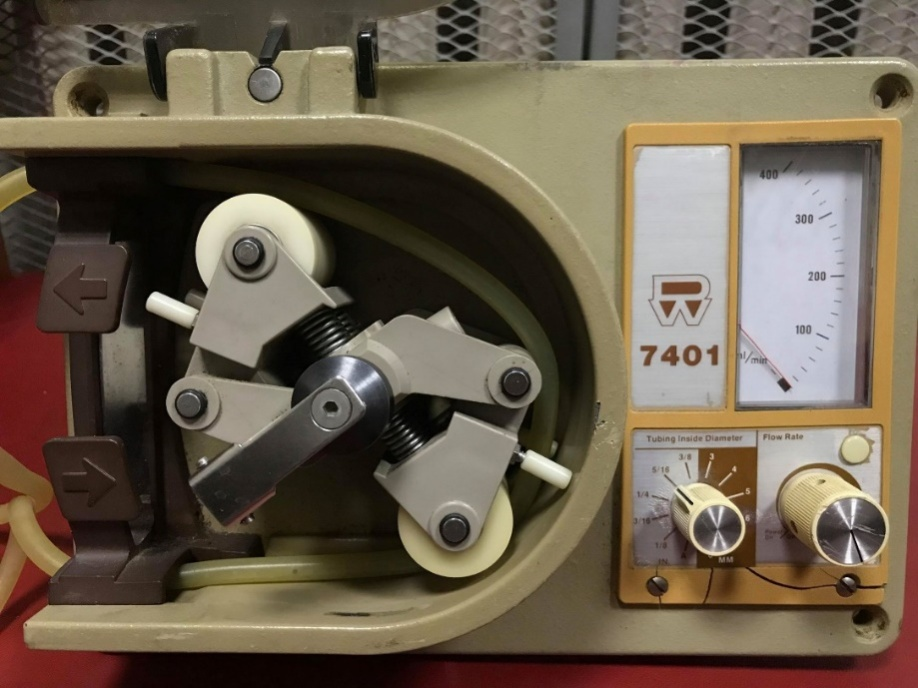 400
300
200
100
ml/min
7401
Tubing Inside Diameter
Flow Rate
3/8
3
5/16
4
1/4
5
3/16
6
1/8
IN.
MM